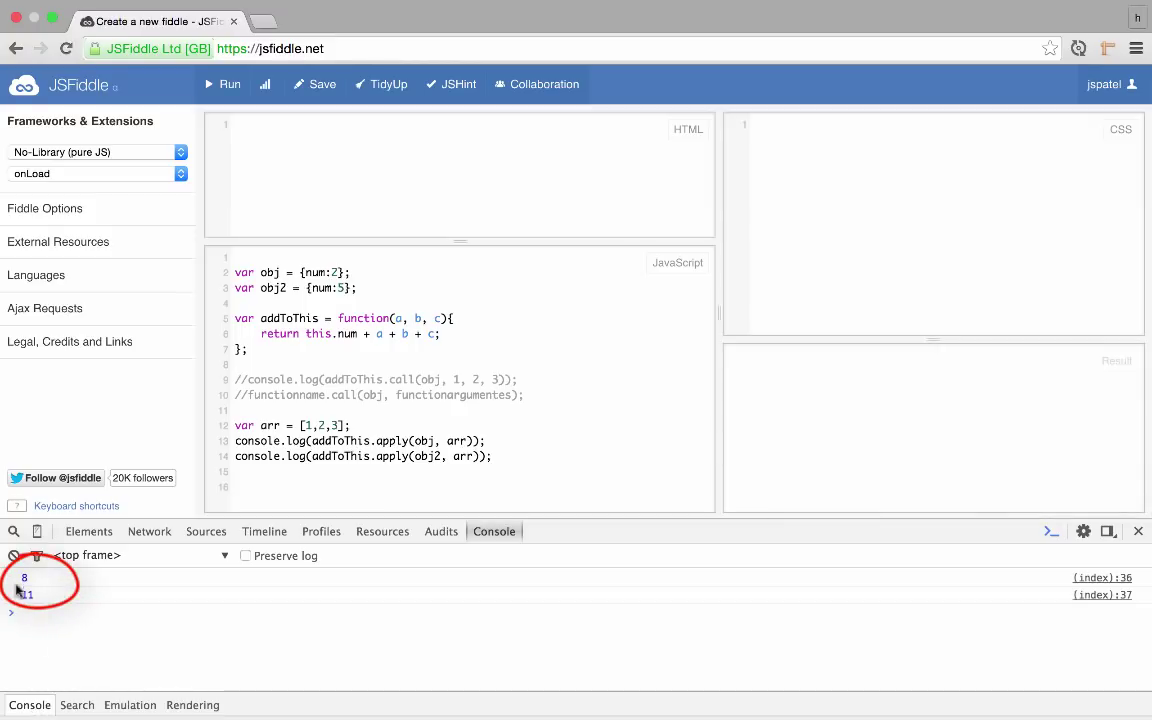 Create a new fiddle - JSFi
h
JSFiddle Ltd [GB] https://jsfiddle.net
JSFiddle Run Save TidyUp JSHint Collaboration jspatel
Frameworks & Extensions
No-Library (pure JS)
onLoad
Fiddle Options
External Resources
Languages
Ajax Requests
Legal, Credits and Links
Follow @jsfiddle 20K followers
? Keyboard shortcuts
1 HTML
1 CSS
JavaScript
1
2 var obj = {num:2};
3 var obj2 = {num:5};
4
5 var addToThis = function(a, b, c){
6 return this.num + a + b + c;
7 };
8
9 //console.log(addToThis.call(obj, 1, 2, 3));
10 //functionname.call(obj, functionargumentes);
11
12 var arr = [1,2,3];
13 console.log(addToThis.apply(obj, arr));
14 console.log(addToThis.apply(obj2, arr));
15
16
Result
Elements Network Sources Timeline Profiles Resources Audits Console
<top frame> Preserve log
8 (index):36
11 (index):37
>
Console Search Emulation Rendering